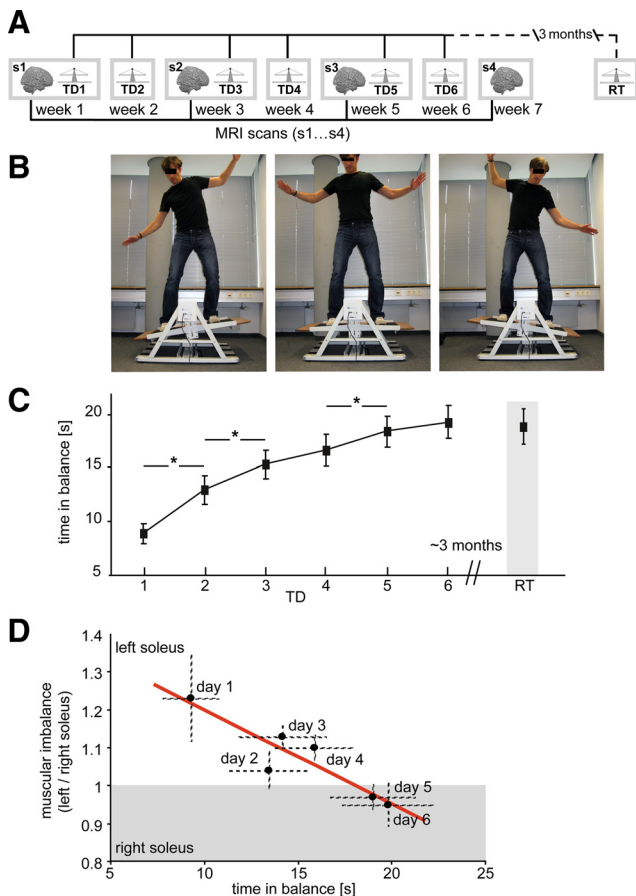 A
3 months
s1 s2 s3 s4
TD1 TD2 TD3 TD4 TD5 TD6 RT
week 1 week 2 week 3 week 4 week 5 week 6 week 7
MRI scans (s1...s4)
B
C
time in balance [s]
20
15
10
5
* * *
~3 months
1 2 3 4 5 6 RT
TD
D
muscular imbalance
(left / right soleus)
1.4
1.3
1.2
1.1
1
0.9
0.8
left soleus
day 1
day 3
day 2 day 4
day 5
day 6
right soleus
5 10 15 20 25
time in balance [s]